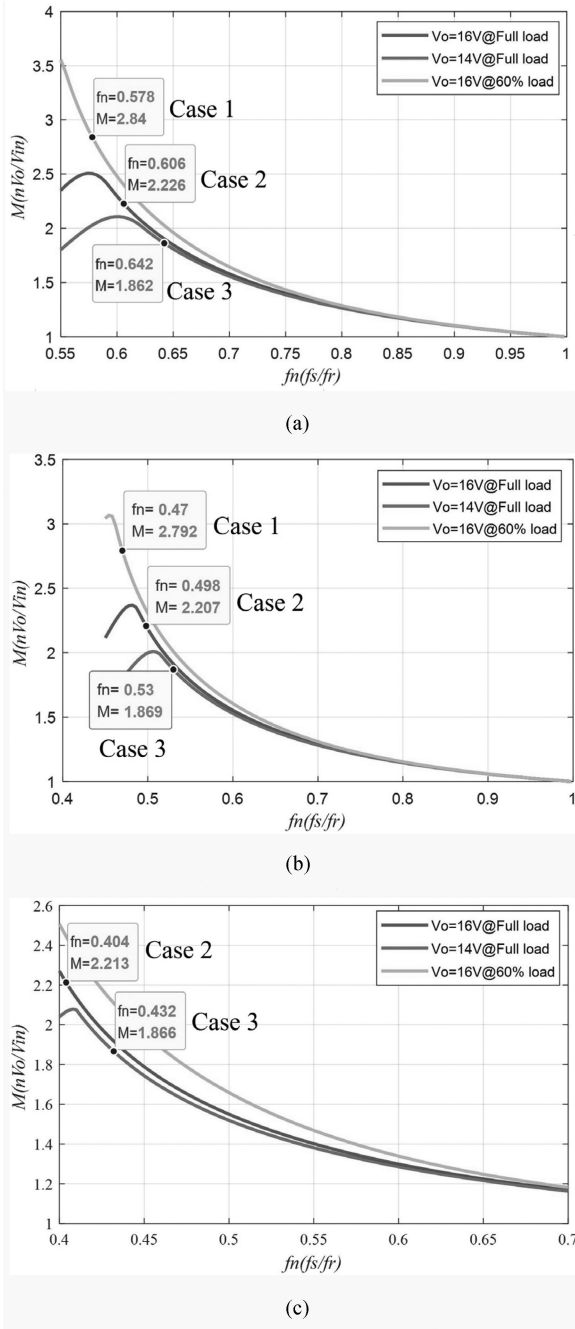 4
3.5
3
2.5
2
1.5
1
M(nVo/Vin)
Vo=16V@Full load
Vo=14V@Full load
Vo=16V@60% load
fn=0.578
M=2.84
Case 1
fn=0.606
M=2.226
Case 2
fn=0.642
M=1.862
Case 3
0.55 0.6 0.65 0.7 0.75 0.8 0.85 0.9 0.95 1
fn(fs/fr)
(a)
3.5
3
2.5
2
1.5
1
M(nVo/Vin)
Vo=16V@Full load
Vo=14V@Full load
Vo=16V@60% load
fn= 0.47
M= 2.792
Case 1
fn= 0.498
M= 2.207
Case 2
fn= 0.53
M= 1.869
Case 3
0.4 0.5 0.6 0.7 0.8 0.9 1
fn(fs/fr)
(b)
2.6
2.4
2.2
2
1.8
1.6
1.4
1.2
1
M(nVo/Vin)
Vo=16V@Full load
Vo=14V@Full load
Vo=16V@60% load
fn=0.404
M=2.213
Case 2
fn=0.432
M=1.866
Case 3
0.4 0.45 0.5 0.55 0.6 0.65 0.7
fn(fs/fr)
(c)